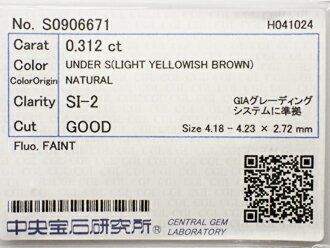 No. S0906671 H041024
Carat 0.312 ct
Color UNDER S(LIGHT YELLOWISH BROWN)
ColorOrigin NATURAL
Clarity SI-2 GIAグレーディング
システムに準拠
Cut GOOD Size 4.18 - 4.23 × 2.72 mm
Fluo. FAINT
中央宝石研究所® CENTRAL GEM
LABORATORY